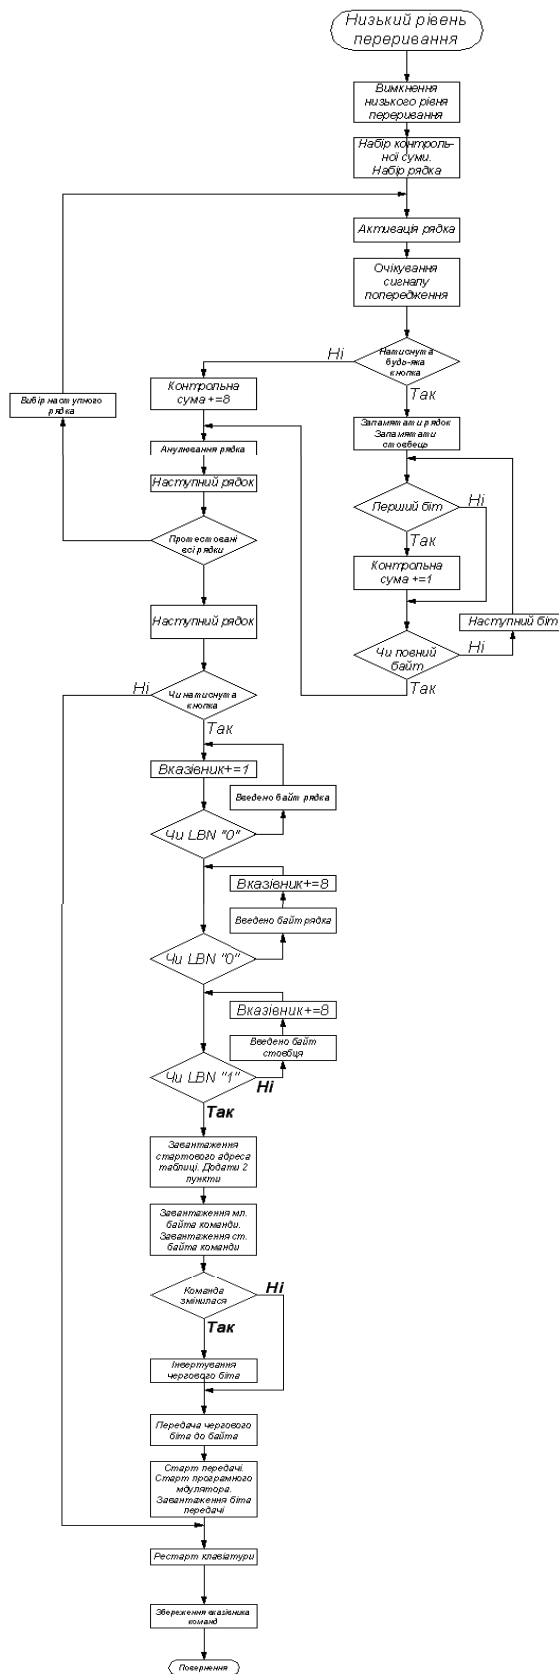 Низький рівень
переривання
Вимкнення
низького рівня
переривання
Набір контроль-
ної суми.
Набір рядка
Активація рядка
Очікування
сигналу
попередження
Натиснута
будь-яка
кнопка
Ні
Так
Контрольна
сума +=8
Вибір наступного
рядка
Запамятати рядок
Запамятати
стовбець
Анулювання рядка
Наступний рядок
Перший біт
Ні
Так
Протестовані
всі рядки
Контрольна
сума +=1
Наступний рядок
Наступний біт
Чи повний
байт
Ні
Так
Чи натиснута
кнопка
Ні
Так
Вказівник+=1
Введено байт рядка
Чи LBN "0"
Вказівник+=8
Введено байт рядка
Чи LBN "0"
Вказівник+=8
Введено байт
стовбця
Чи LBN "1"
Ні
Так
Завантаження
стартового адреса
таблиці. Додати 2
пункти
Завантаження мл.
байта команди.
Завантаження ст.
байта команди
Команда
змінилася
Ні
Так
Інвертування
чергового біта
Передача чергового
біта до байта
Старт передачі.
Старт програмного
мдулятора.
Завантаження біта
передачі
Рестарт клавіатури
Збереження вказівника
команд
Повернення